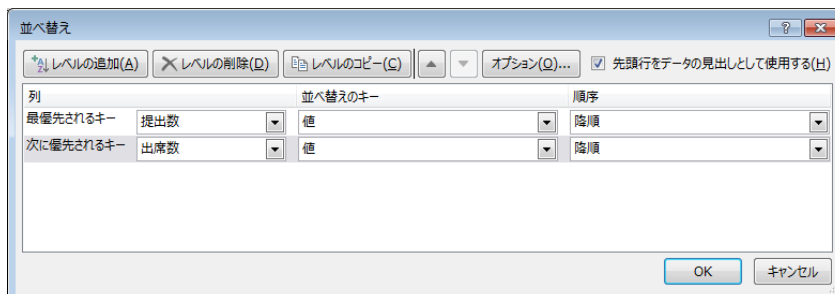 並べ替え
レベルの追加(A) レベルの削除(D) レベルのコピー(C) オプション(O)... 先頭行をデータの見出しとして使用する(H)
列 並べ替えのキー 順序
最優先されるキー 提出数 値 降順
次に優先されるキー 出席数 値 降順
OK キャンセル